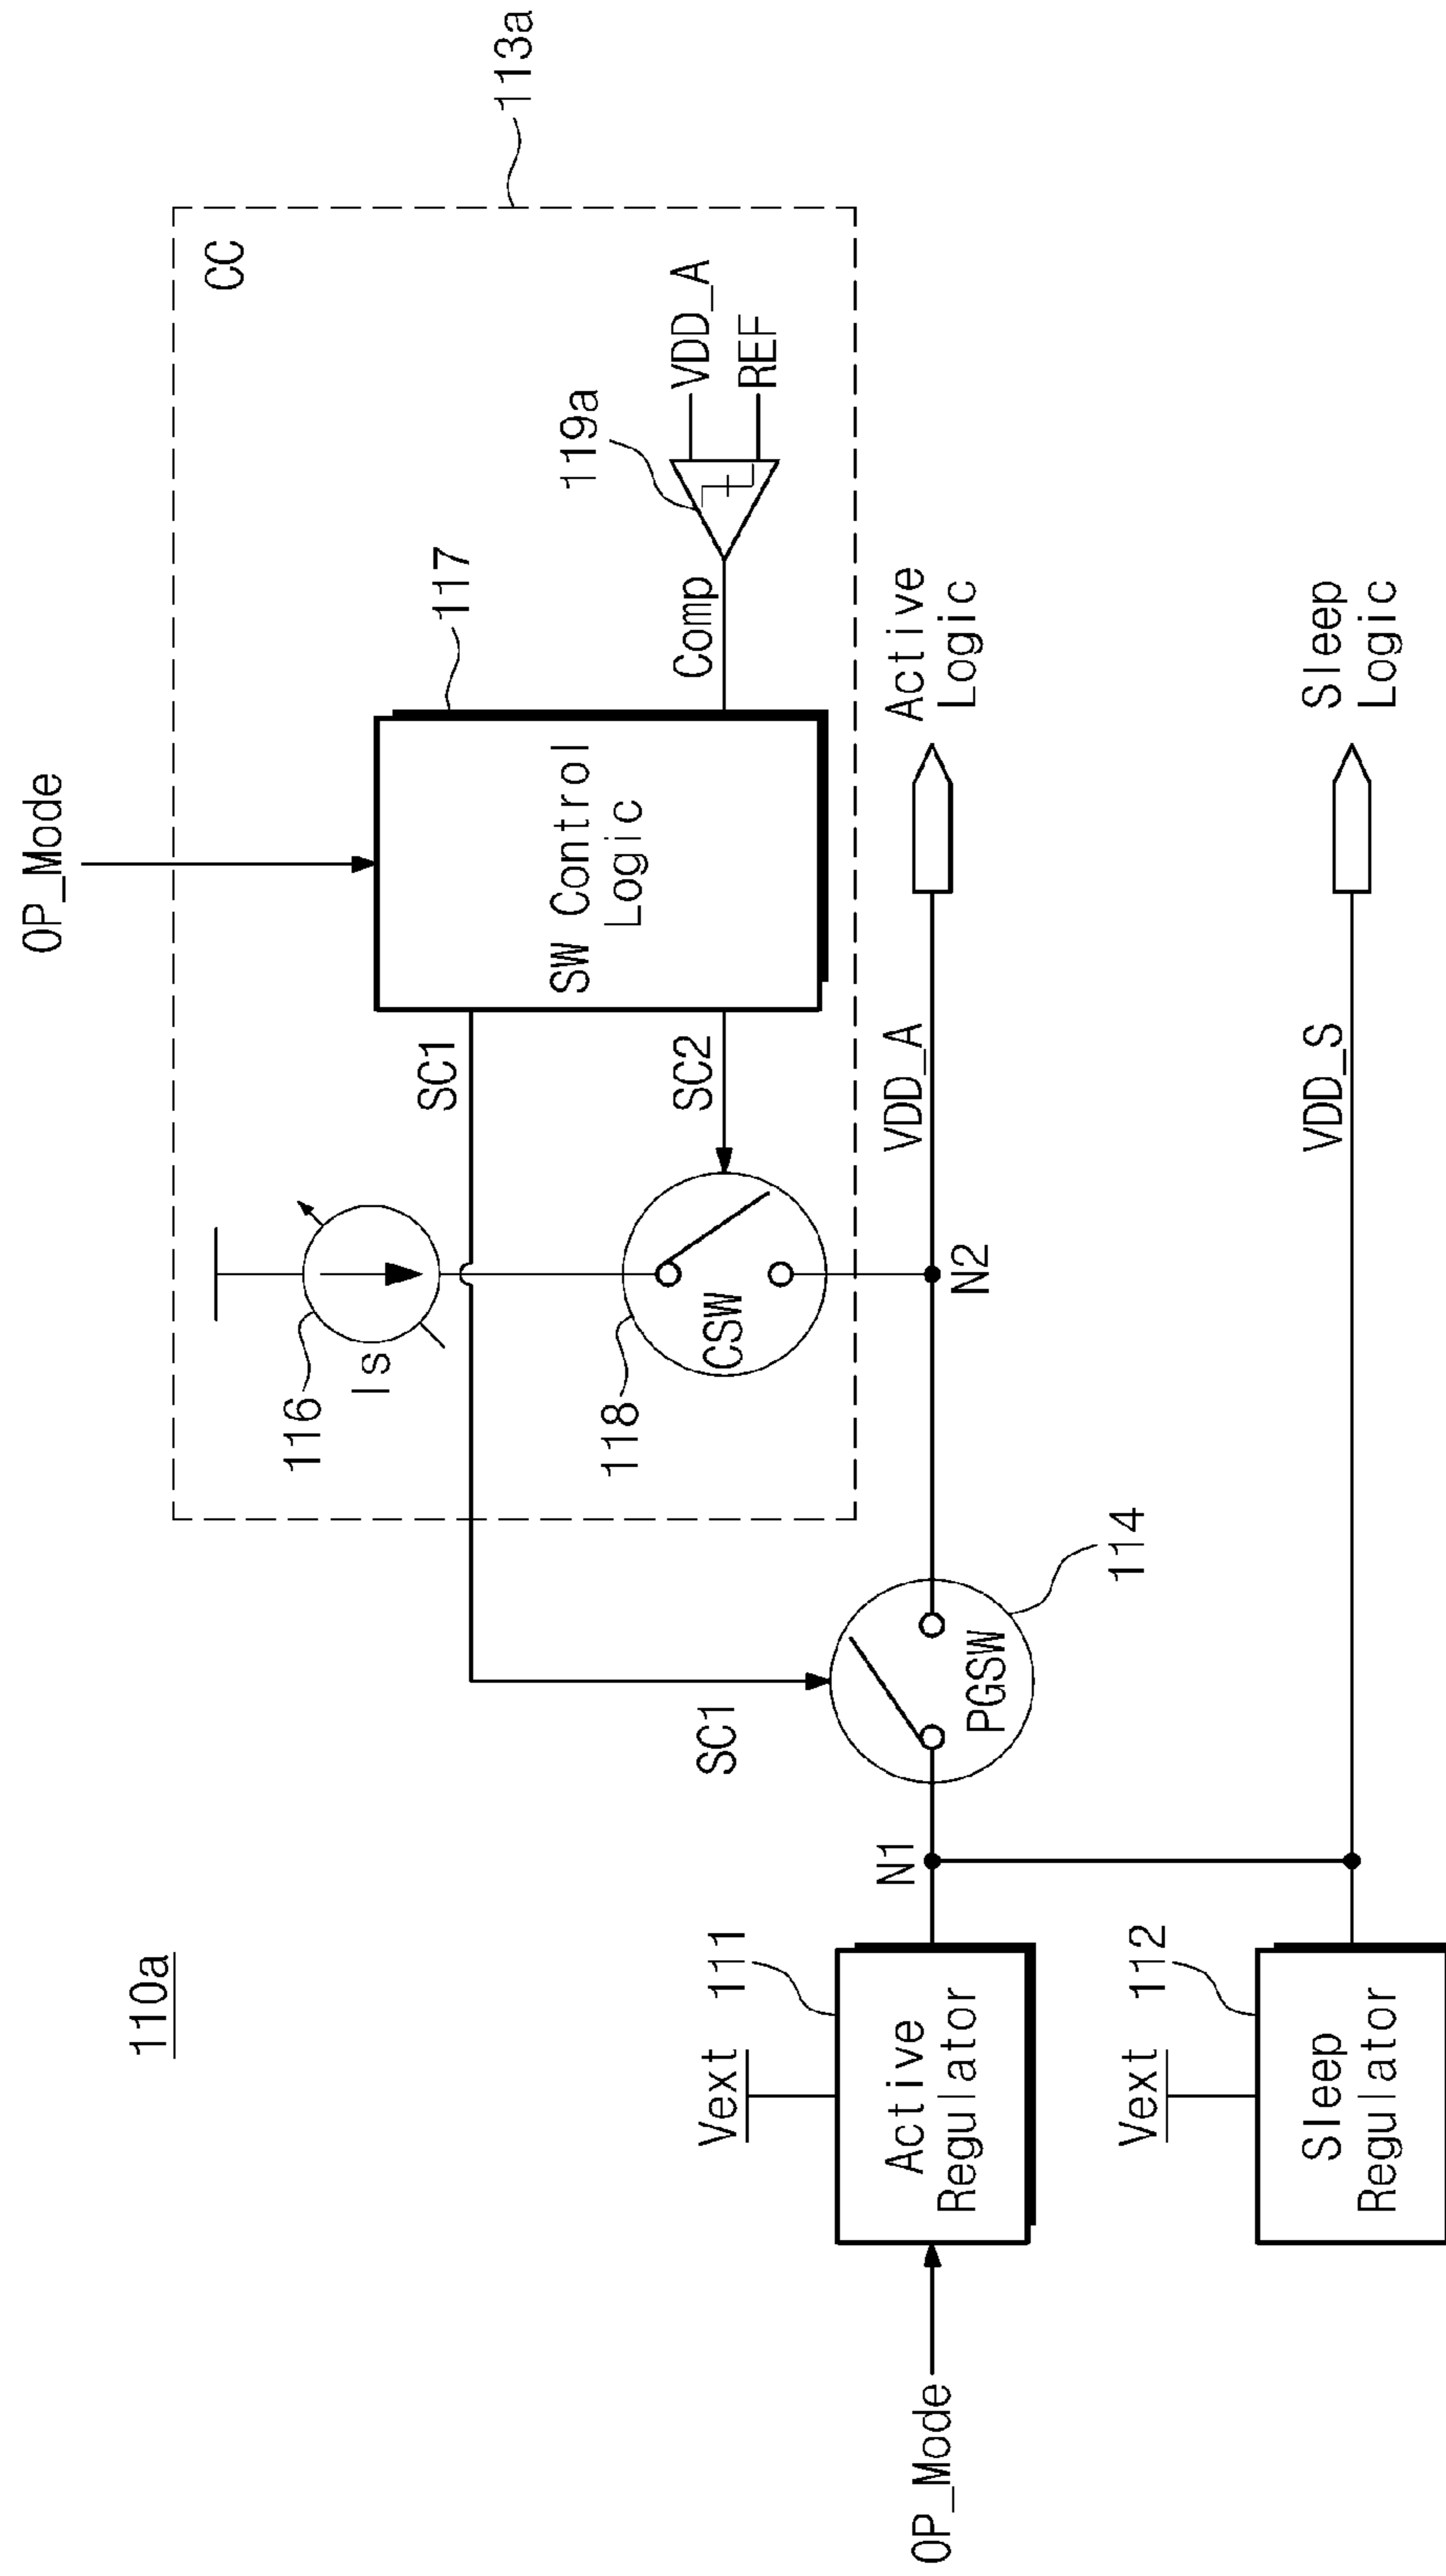 110a
OP_Mode
113a
CC
116
Is
SC1
117
SW Control
Logic
118
CSW
SC2
Comp
119a
VDD_A
REF
SC1
Vext
111
OP_Mode
Active
Regulator
N1
PGSW
114
N2
VDD_A
Active
Logic
Vext
112
Sleep
Regulator
VDD_S
Sleep
Logic